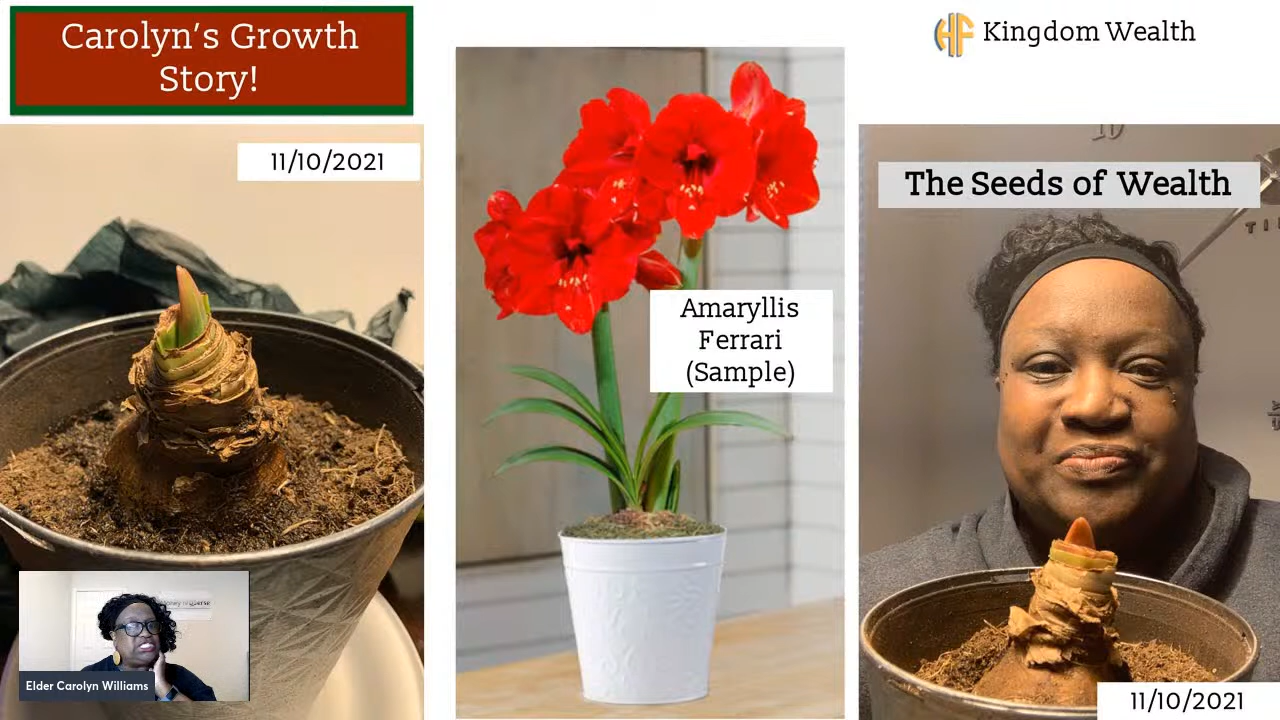 Carolyn's Growth
Story!
HF Kingdom Wealth
11/10/2021
The Seeds of Wealth
Amaryllis
Ferrari
(Sample)
Elder Carolyn Williams
11/10/2021